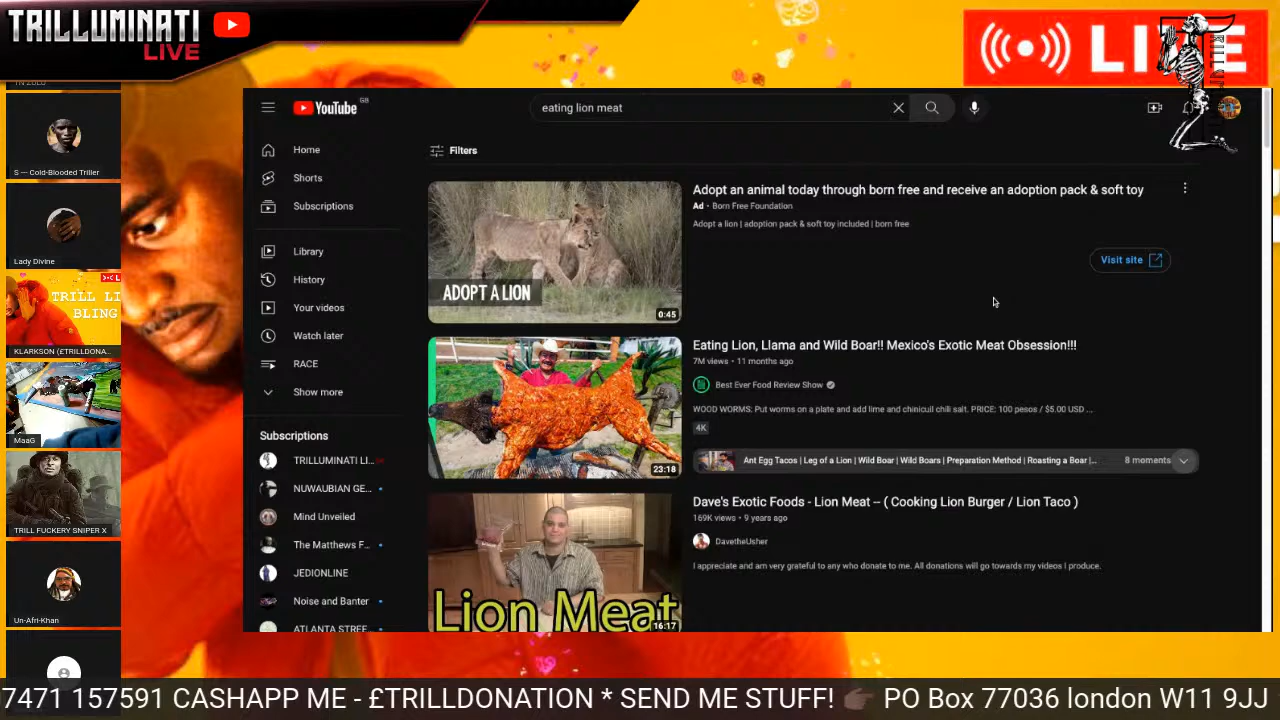 TRILLUMINATI
LIVE
LIVE
S --- Cold-Blooded Triller
Lady Divine
TRILL LI
BLING
KLARKSON (£TRILLDONA...
MaaG
TRILL FUCKERY SNIPER X
Un-Afri-Khan
YouTube GB
eating lion meat
Home
Shorts
Subscriptions
Library
History
Your videos
Watch later
RACE
Show more
Subscriptions
TRILLUMINATI LI...
NUWAUBIAN GE...
Mind Unveiled
The Matthews F...
JEDIONLINE
Noise and Banter
ATLANTA STREE...
Filters
ADOPT A LION
0:45
Adopt an animal today through born free and receive an adoption pack & soft toy
Ad • Born Free Foundation
Adopt a lion | adoption pack & soft toy included | born free
Visit site
23:18
Eating Lion, Llama and Wild Boar!! Mexico's Exotic Meat Obsession!!!
7M views • 11 months ago
Best Ever Food Review Show
WOOD WORMS: Put worms on a plate and add lime and chinicuil chili salt. PRICE: 100 pesos / $5.00 USD ...
4K
Ant Egg Tacos | Leg of a Lion | Wild Boar | Wild Boars | Preparation Method | Roasting a Boar |...
8 moments
Lion Meat
16:17
Dave's Exotic Foods - Lion Meat -- ( Cooking Lion Burger / Lion Taco )
169K views • 9 years ago
DavetheUsher
I appreciate and am very grateful to any who donate to me. All donations will go towards my videos I produce.
7471 157591 CASHAPP ME - £TRILLDONATION * SEND ME STUFF! 👉🏿 PO Box 77036 london W11 9JJ